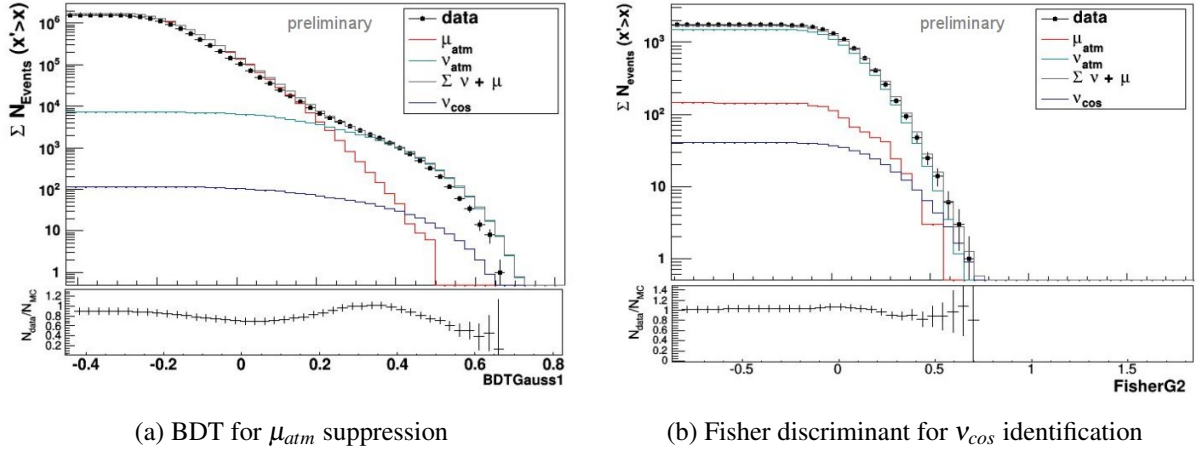 preliminary
data
μatm
νatm
Σ ν + μ
νcos
Σ NEvents (x'>x)
10⁶
10⁵
10⁴
10³
10²
10
1
Ndata/NMC
1.2
1
0.8
0.6
0.4
0.2
-0.4 -0.2 0 0.2 0.4 0.6 0.8
BDTGauss1
(a) BDT for μatm suppression
preliminary
data
μatm
νatm
Σ ν + μ
νcos
Σ Nevents (x'>x)
10³
10²
10
1
Ndata/NMC
1.4
1.2
1
0.8
0.6
0.4
0.2
0
-0.5 0 0.5 1 1.5
FisherG2
(b) Fisher discriminant for νcos identification